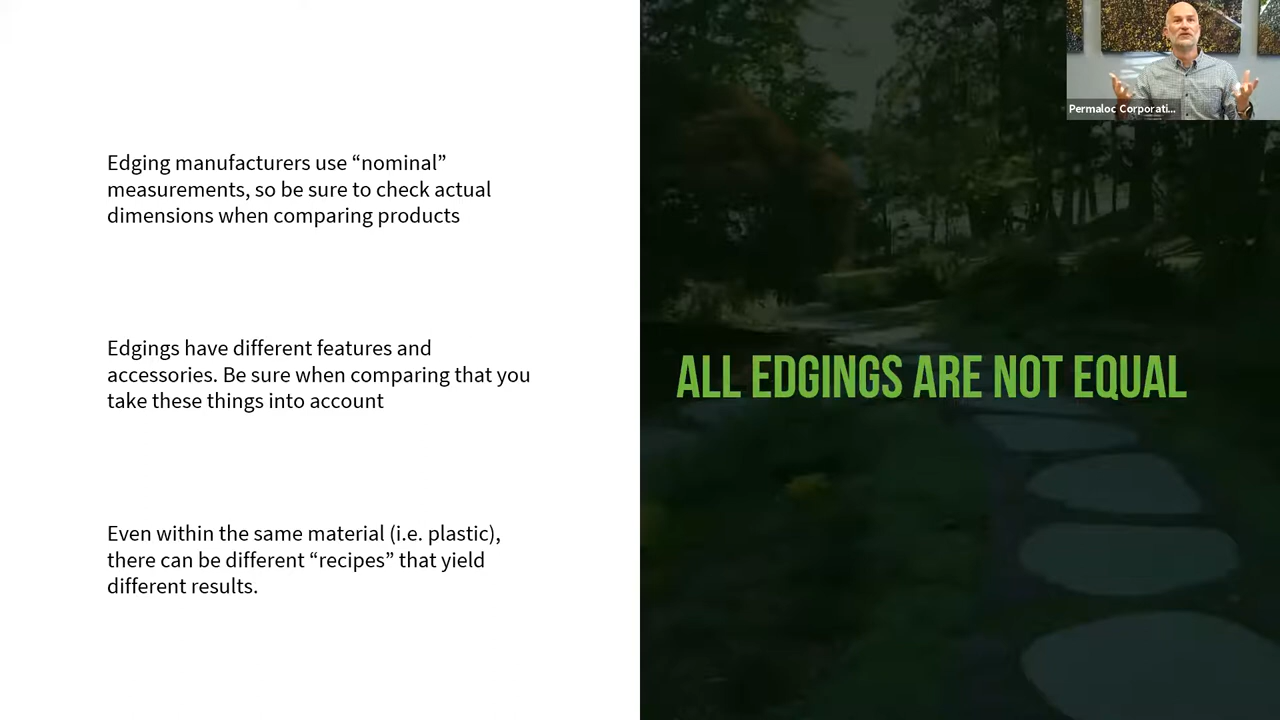 Edging manufacturers use “nominal”
measurements, so be sure to check actual
dimensions when comparing products
Edgings have different features and
accessories. Be sure when comparing that you
take these things into account
Even within the same material (i.e. plastic),
there can be different “recipes” that yield
different results.
ALL EDGINGS ARE NOT EQUAL
Permaloc Corporati...